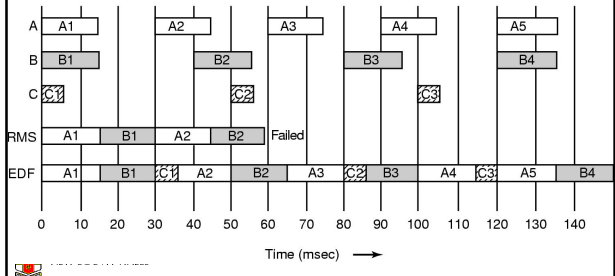 A A1 A2 A3 A4 A5
B B1 B2 B3 B4
C C1 C2 C3
RMS A1 B1 A2 B2 Failed
EDF A1 B1 C1 A2 B2 A3 C2 B3 A4 C3 A5 B4
0 10 20 30 40 50 60 70 80 90 100 110 120 130 140
Time (msec)